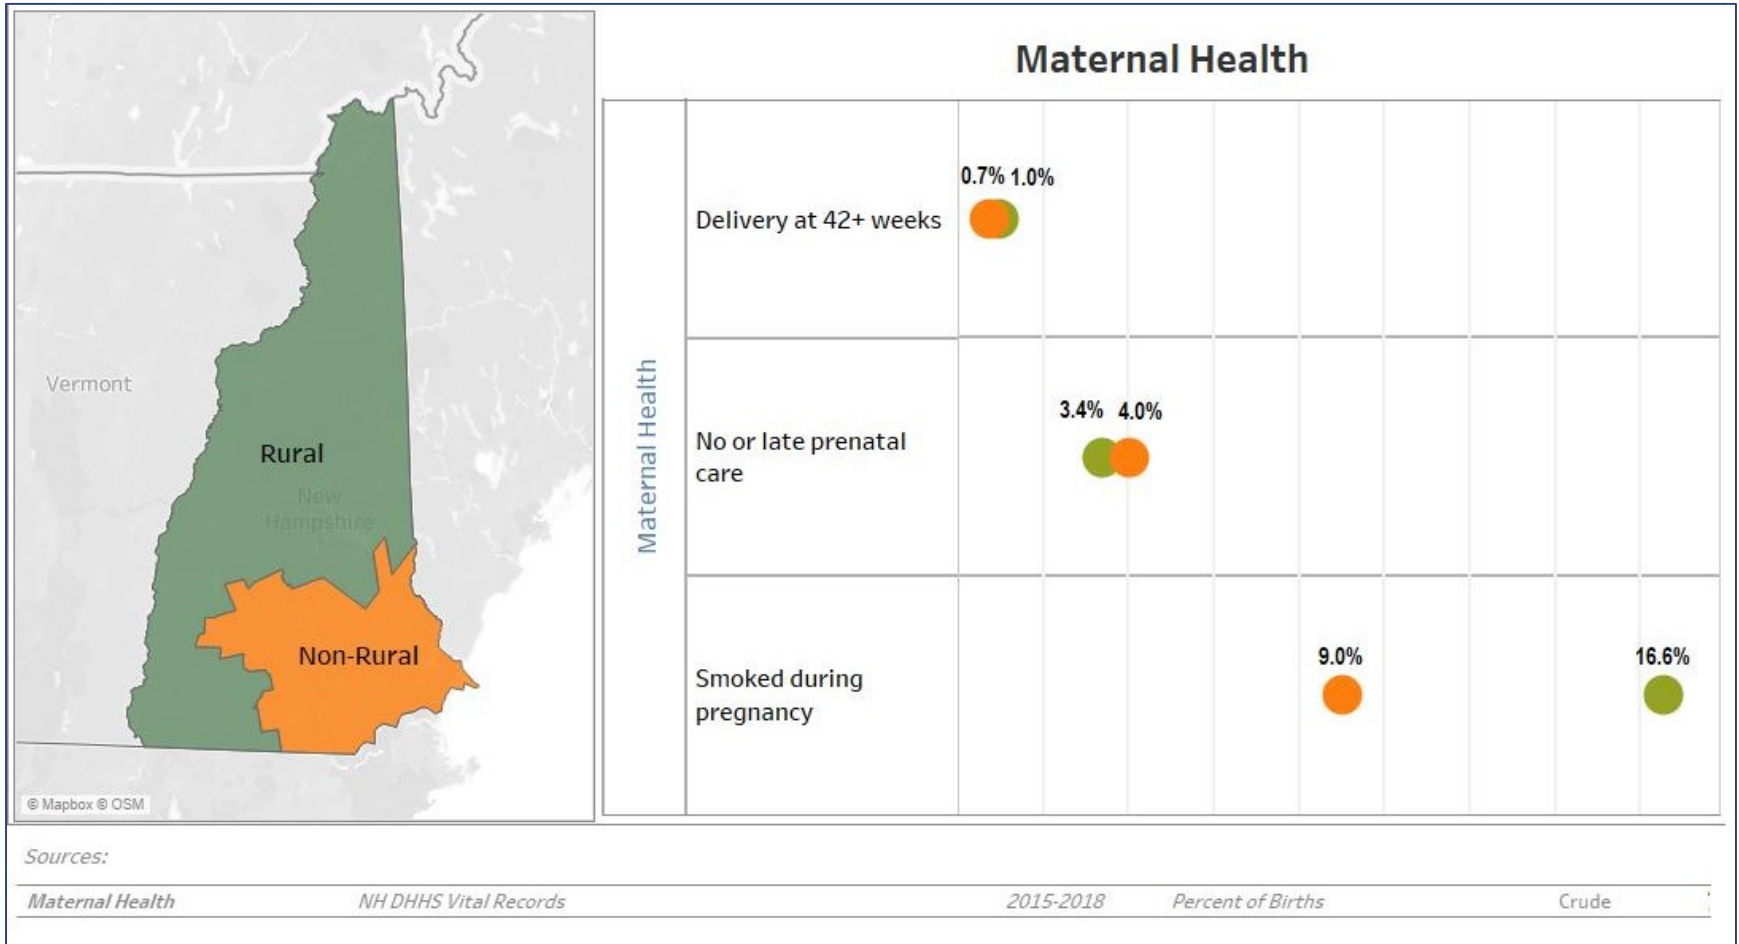 Maternal Health
Vermont
Rural
New
Hampshire
Non-Rural
© Mapbox © OSM
Maternal Health
Delivery at 42+ weeks
0.7% 1.0%
No or late prenatal
care
3.4% 4.0%
Smoked during
pregnancy
9.0% 16.6%
Sources:
Maternal Health NH DHHS Vital Records 2015-2018 Percent of Births Crude